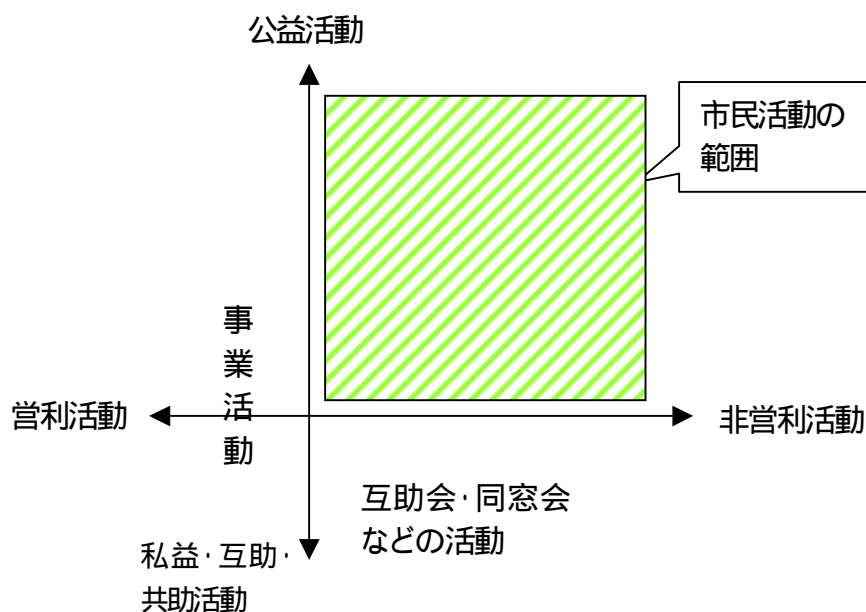 公益活動
市民活動の
範囲
事業活動
営利活動
非営利活動
互助会・同窓会
などの活動
私益・互助・
共助活動